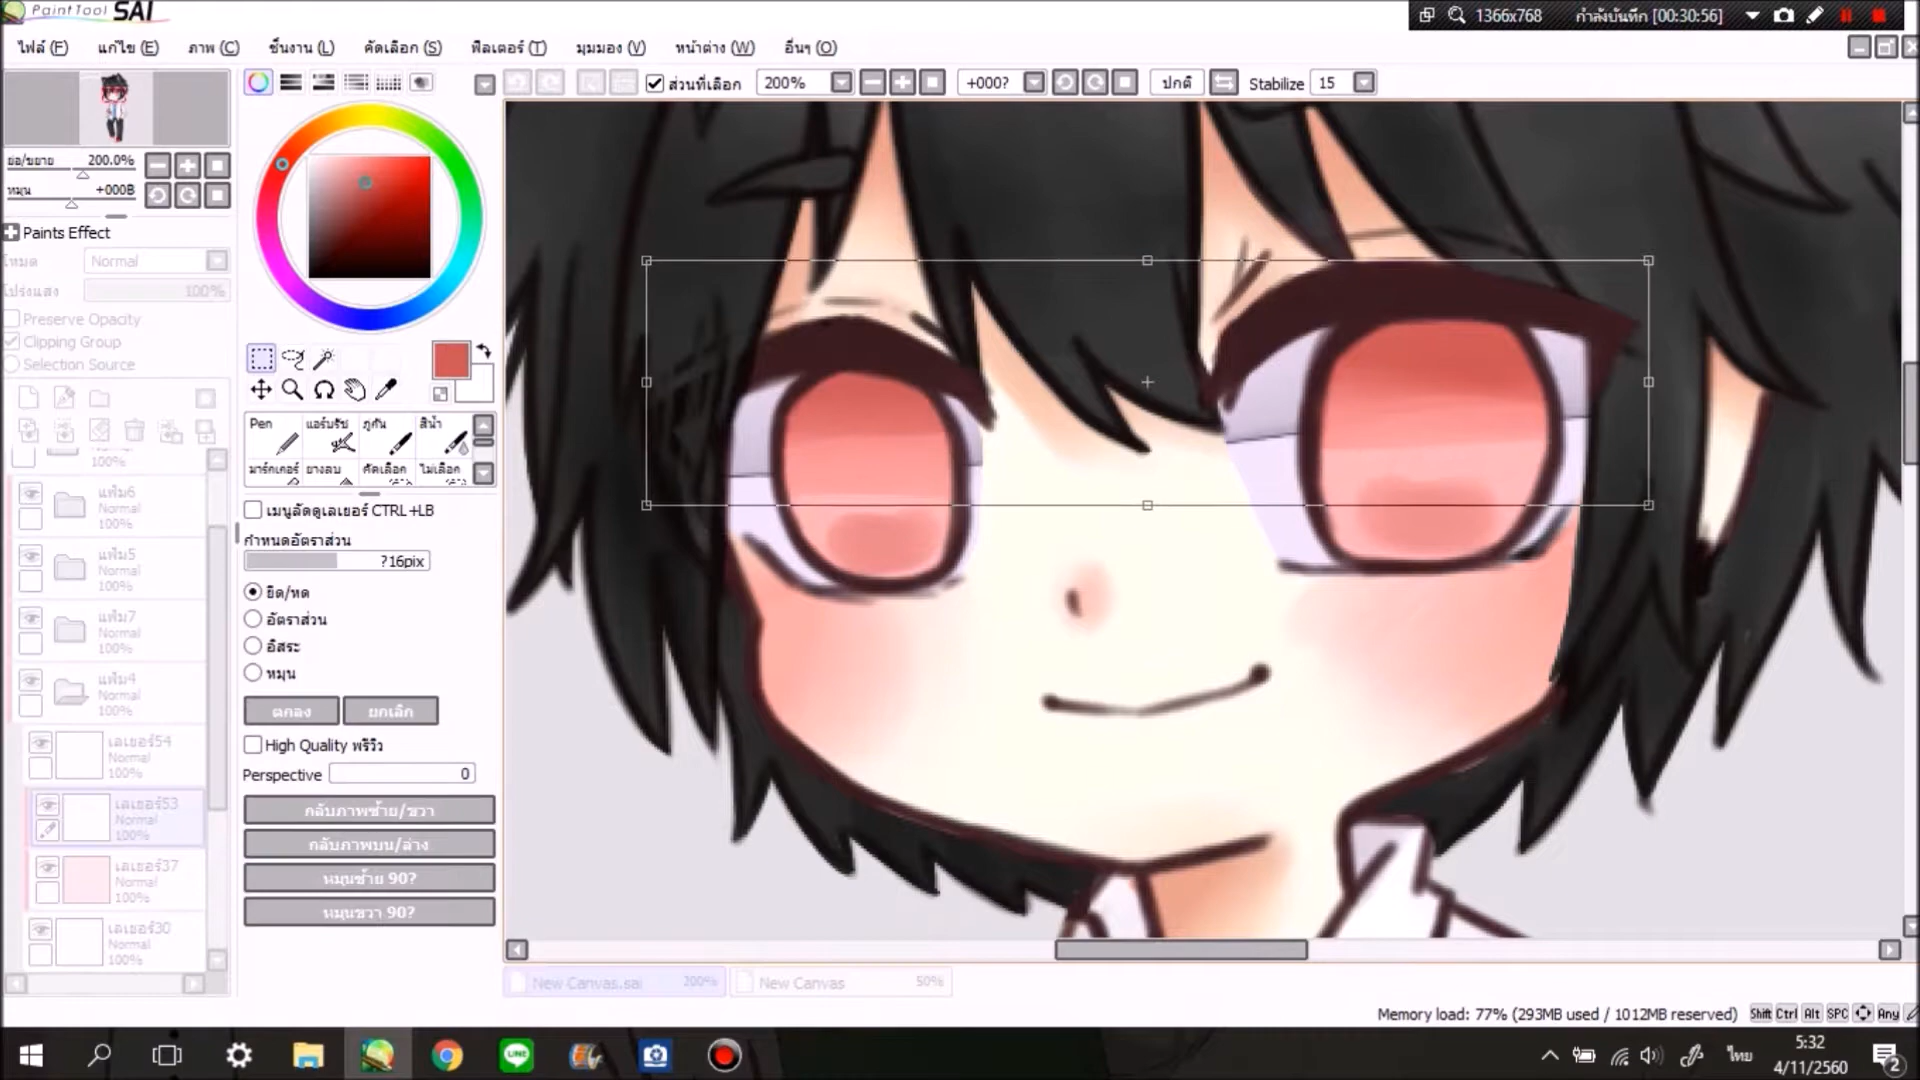 PaintTool SAI
1366x768 กำลังบันทึก [00:30:56]
ไฟล์ (F) แก้ไข (E) ภาพ (C) ชั้นงาน (L) คัดเลือก (S) ฟิลเตอร์ (T) มุมมอง (V) หน้าต่าง (W) อื่นๆ (O)
ส่วนที่เลือก 200% +000? ปกติ Stabilize 15
ย่อ/ขยาย 200.0%
หมุน +000B
Paints Effect
โหมด Normal
โปร่งแสง 100%
Preserve Opacity
Clipping Group
Selection Source
100%
แฟ้ม6
Normal
100%
แฟ้ม5
Normal
100%
แฟ้ม7
Normal
100%
แฟ้ม4
Normal
100%
เลเยอร์54
Normal
100%
เลเยอร์53
Normal
100%
เลเยอร์37
Normal
100%
เลเยอร์30
Normal
100%
Pen แอร์บรัช ภู่กัน สีน้ำ
มาร์กเกอร์ ยางลบ คัดเลือก ไม่เลือก
เมนูลัดดูเลเยอร์ CTRL+LB
กำหนดอัตราส่วน
?16pix
ยืด/หด
อัตราส่วน
อิสระ
หมุน
ตกลง ยกเลิก
High Quality พรีวิว
Perspective 0
กลับภาพซ้าย/ขวา
กลับภาพบน/ล่าง
หมุนซ้าย 90?
หมุนขวา 90?
New Canvas.sai 200% New Canvas 50%
Memory load: 77% (293MB used / 1012MB reserved) Shift Ctrl Alt SPC Any
LINE
ไทย
5:32
4/11/2560
2